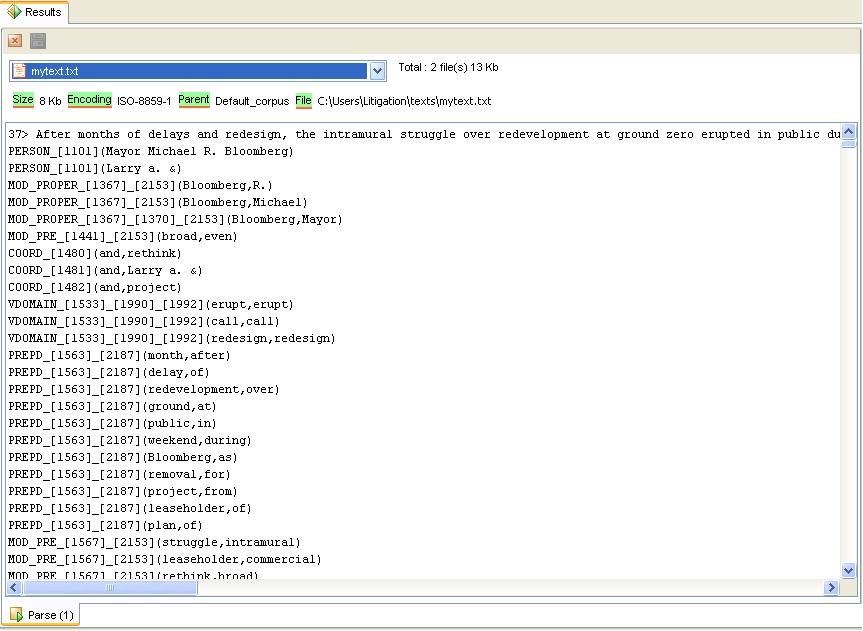 Results
mytext.txt
Total : 2 file(s) 13 Kb
Size 8 Kb Encoding ISO-8859-1 Parent Default_corpus File C:\Users\Litigation\texts\mytext.txt
37> After months of delays and redesign, the intramural struggle over redevelopment at ground zero erupted in public du
PERSON_[1101](Mayor Michael R. Bloomberg)
PERSON_[1101](Larry a. &)
MOD_PROPER_[1367]_[2153](Bloomberg,R.)
MOD_PROPER_[1367]_[2153](Bloomberg,Michael)
MOD_PROPER_[1367]_[1370]_[2153](Bloomberg,Mayor)
MOD_PRE_[1441]_[2153](broad,even)
COORD_[1480](and,rethink)
COORD_[1481](and,Larry a. &)
COORD_[1482](and,project)
VDOMAIN_[1533]_[1990]_[1992](erupt,erupt)
VDOMAIN_[1533]_[1990]_[1992](call,call)
VDOMAIN_[1533]_[1990]_[1992](redesign,redesign)
PREPD_[1563]_[2187](month,after)
PREPD_[1563]_[2187](delay,of)
PREPD_[1563]_[2187](redevelopment,over)
PREPD_[1563]_[2187](ground,at)
PREPD_[1563]_[2187](public,in)
PREPD_[1563]_[2187](weekend,during)
PREPD_[1563]_[2187](Bloomberg,as)
PREPD_[1563]_[2187](removal,for)
PREPD_[1563]_[2187](project,from)
PREPD_[1563]_[2187](leaseholder,of)
PREPD_[1563]_[2187](plan,of)
MOD_PRE_[1567]_[2153](struggle,intramural)
MOD_PRE_[1567]_[2153](leaseholder,commercial)
MOD_PRE_[1567]_[2153](rethink,broad)
Parse (1)